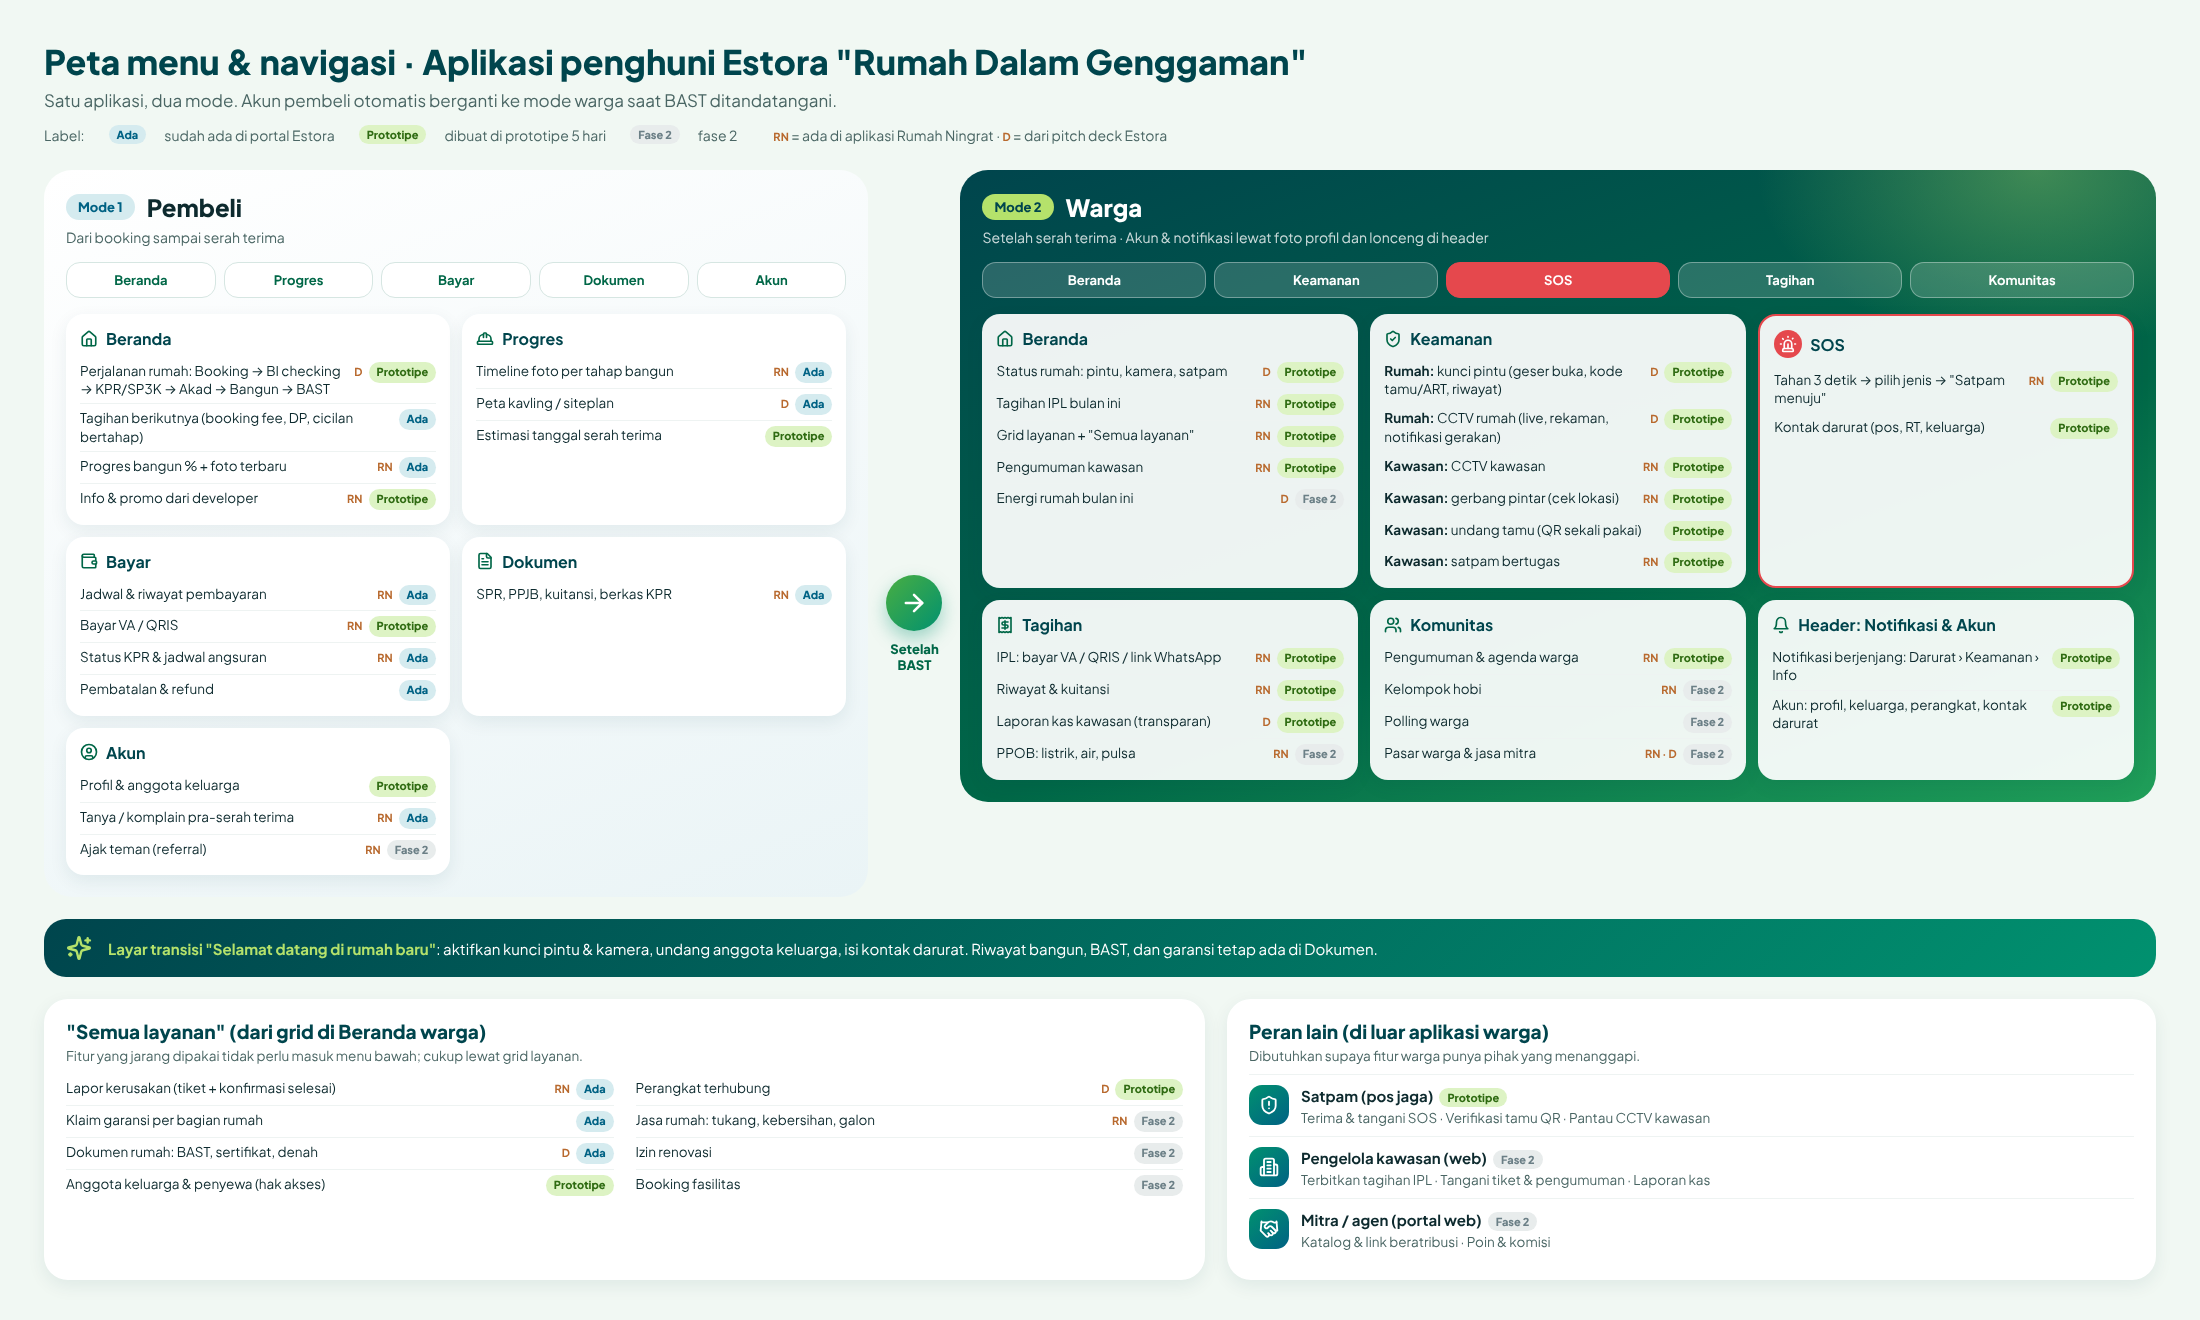 Peta menu & navigasi · Aplikasi penghuni Estora "Rumah Dalam Genggaman"
Satu aplikasi, dua mode. Akun pembeli otomatis berganti ke mode warga saat BAST ditandatangani.
Label: Ada sudah ada di portal Estora Prototipe dibuat di prototipe 5 hari Fase 2 fase 2 RN = ada di aplikasi Rumah Ningrat · D = dari pitch deck Estora
Mode 1 Pembeli
Dari booking sampai serah terima
Beranda Progres Bayar Dokumen Akun
Beranda
Perjalanan rumah: Booking → BI checking D Prototipe
→ KPR/SP3K → Akad → Bangun → BAST
Tagihan berikutnya (booking fee, DP, cicilan Ada
bertahap)
Progres bangun % + foto terbaru RN Ada
Info & promo dari developer RN Prototipe
Progres
Timeline foto per tahap bangun RN Ada
Peta kavling / siteplan D Ada
Estimasi tanggal serah terima Prototipe
Bayar
Jadwal & riwayat pembayaran RN Ada
Bayar VA / QRIS RN Prototipe
Status KPR & jadwal angsuran RN Ada
Pembatalan & refund Ada
Dokumen
SPR, PPJB, kuitansi, berkas KPR RN Ada
Akun
Profil & anggota keluarga Prototipe
Tanya / komplain pra-serah terima RN Ada
Ajak teman (referral) RN Fase 2
Setelah
BAST
Mode 2 Warga
Setelah serah terima · Akun & notifikasi lewat foto profil dan lonceng di header
Beranda Keamanan SOS Tagihan Komunitas
Beranda
Status rumah: pintu, kamera, satpam D Prototipe
Tagihan IPL bulan ini RN Prototipe
Grid layanan + "Semua layanan" RN Prototipe
Pengumuman kawasan RN Prototipe
Energi rumah bulan ini D Fase 2
Keamanan
Rumah: kunci pintu (geser buka, kode D Prototipe
tamu/ART, riwayat)
Rumah: CCTV rumah (live, rekaman, D Prototipe
notifikasi gerakan)
Kawasan: CCTV kawasan RN Prototipe
Kawasan: gerbang pintar (cek lokasi) RN Prototipe
Kawasan: undang tamu (QR sekali pakai) Prototipe
Kawasan: satpam bertugas RN Prototipe
SOS
Tahan 3 detik → pilih jenis → "Satpam RN Prototipe
menuju"
Kontak darurat (pos, RT, keluarga) Prototipe
Tagihan
IPL: bayar VA / QRIS / link WhatsApp RN Prototipe
Riwayat & kuitansi RN Prototipe
Laporan kas kawasan (transparan) D Prototipe
PPOB: listrik, air, pulsa RN Fase 2
Komunitas
Pengumuman & agenda warga RN Prototipe
Kelompok hobi RN Fase 2
Polling warga Fase 2
Pasar warga & jasa mitra RN · D Fase 2
Header: Notifikasi & Akun
Notifikasi berjenjang: Darurat › Keamanan › Prototipe
Info
Akun: profil, keluarga, perangkat, kontak Prototipe
darurat
Layar transisi "Selamat datang di rumah baru": aktifkan kunci pintu & kamera, undang anggota keluarga, isi kontak darurat. Riwayat bangun, BAST, dan garansi tetap ada di Dokumen.
"Semua layanan" (dari grid di Beranda warga)
Fitur yang jarang dipakai tidak perlu masuk menu bawah; cukup lewat grid layanan.
Lapor kerusakan (tiket + konfirmasi selesai) RN Ada
Klaim garansi per bagian rumah Ada
Dokumen rumah: BAST, sertifikat, denah D Ada
Anggota keluarga & penyewa (hak akses) Prototipe
Perangkat terhubung D Prototipe
Jasa rumah: tukang, kebersihan, galon RN Fase 2
Izin renovasi Fase 2
Booking fasilitas Fase 2
Peran lain (di luar aplikasi warga)
Dibutuhkan supaya fitur warga punya pihak yang menanggapi.
Satpam (pos jaga) Prototipe
Terima & tangani SOS · Verifikasi tamu QR · Pantau CCTV kawasan
Pengelola kawasan (web) Fase 2
Terbitkan tagihan IPL · Tangani tiket & pengumuman · Laporan kas
Mitra / agen (portal web) Fase 2
Katalog & link beratribusi · Poin & komisi